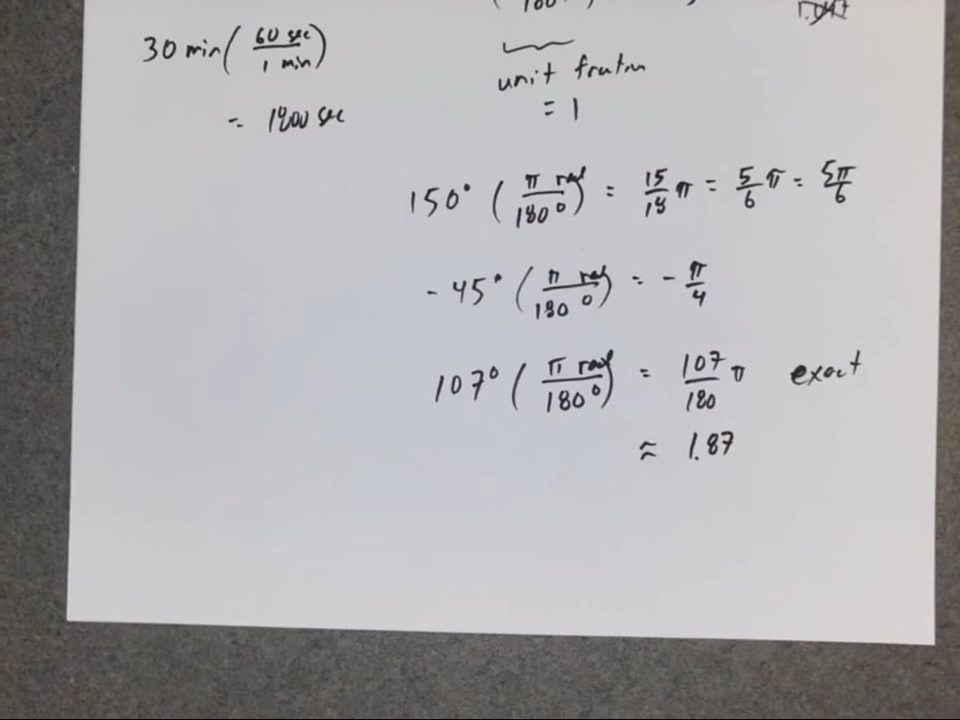 180°
30 min ( 60 sec / 1 min )
= 1800 sec
unit
= 1
150° ( π rad / 180° ) = 15/18 π = 5/6 π = 5π/6
- 45° ( π rad / 180° ) = - π/4
107° ( π rad / 180° ) = 107/180 π exact
≈ 1.87